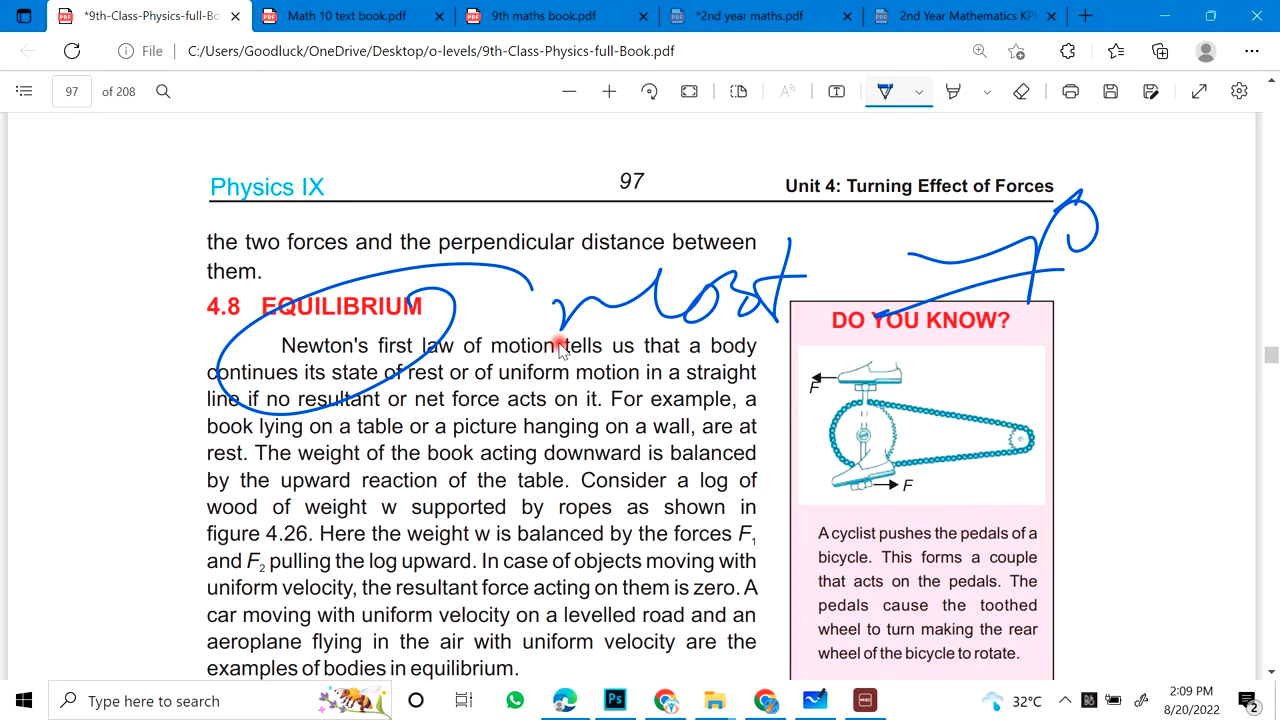 *9th-Class-Physics-full-Bo
Math 10 text book.pdf
9th maths book.pdf
*2nd year maths.pdf
2nd Year Mathematics KP
File
C:/Users/Goodluck/OneDrive/Desktop/o-levels/9th-Class-Physics-full-Book.pdf
97 of 208
Physics IX 97 Unit 4: Turning Effect of Forces
the two forces and the perpendicular distance between
them.
most
4.8 EQUILIBRIUM
Newton's first law of motion tells us that a body
continues its state of rest or of uniform motion in a straight
line if no resultant or net force acts on it. For example, a
book lying on a table or a picture hanging on a wall, are at
rest. The weight of the book acting downward is balanced
by the upward reaction of the table. Consider a log of
wood of weight w supported by ropes as shown in
figure 4.26. Here the weight w is balanced by the forces F1
and F2 pulling the log upward. In case of objects moving with
uniform velocity, the resultant force acting on them is zero. A
car moving with uniform velocity on a levelled road and an
aeroplane flying in the air with uniform velocity are the
examples of bodies in equilibrium.
DO YOU KNOW?
F
F
A cyclist pushes the pedals of a
bicycle. This forms a couple
that acts on the pedals. The
pedals cause the toothed
wheel to turn making the rear
wheel of the bicycle to rotate.
Type here to search
32°C
2:09 PM
8/20/2022
2